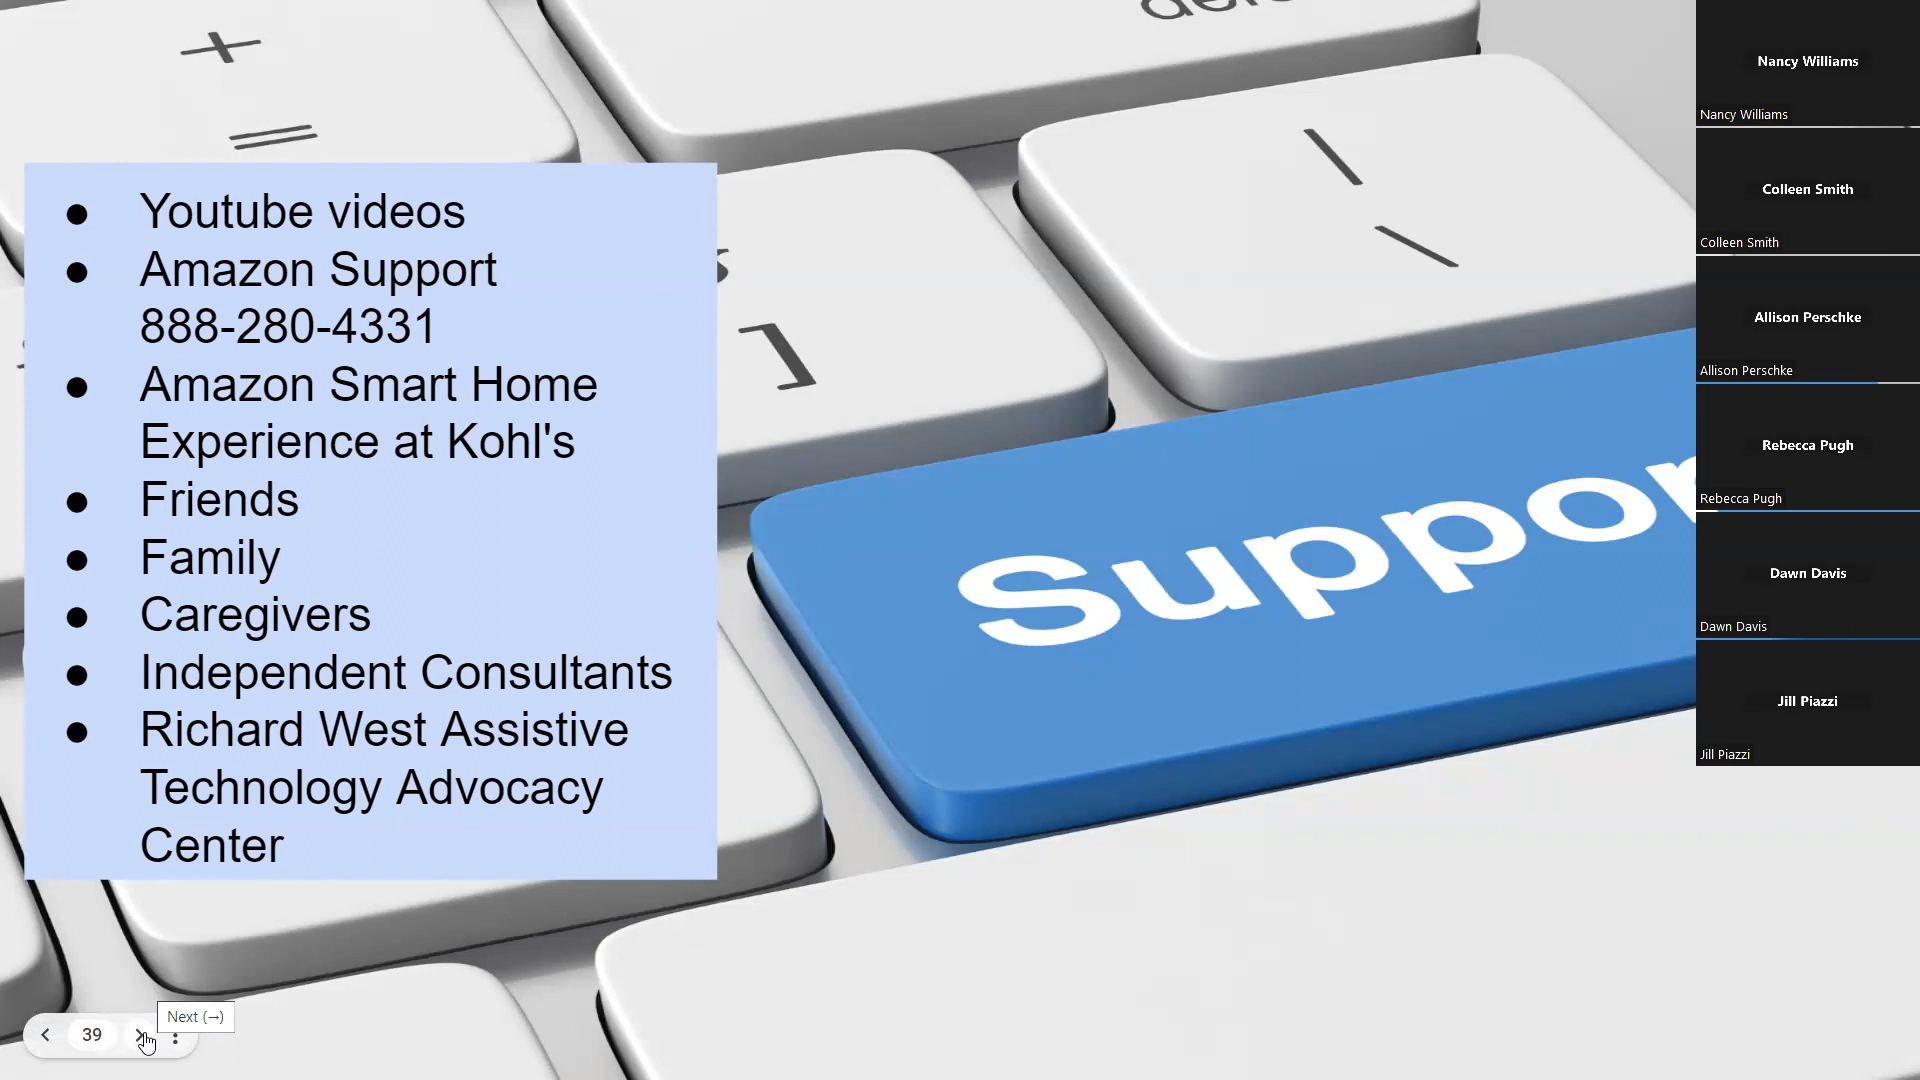 +
=
]
\
Youtube videos
Amazon Support
888-280-4331
Amazon Smart Home
Experience at Kohl's
Friends
Family
Caregivers
Independent Consultants
Richard West Assistive
Technology Advocacy
Center
Suppor
Nancy Williams
Nancy Williams
Colleen Smith
Colleen Smith
Allison Perschke
Allison Perschke
Rebecca Pugh
Rebecca Pugh
Dawn Davis
Dawn Davis
Jill Piazzi
Jill Piazzi
Next (→)
39